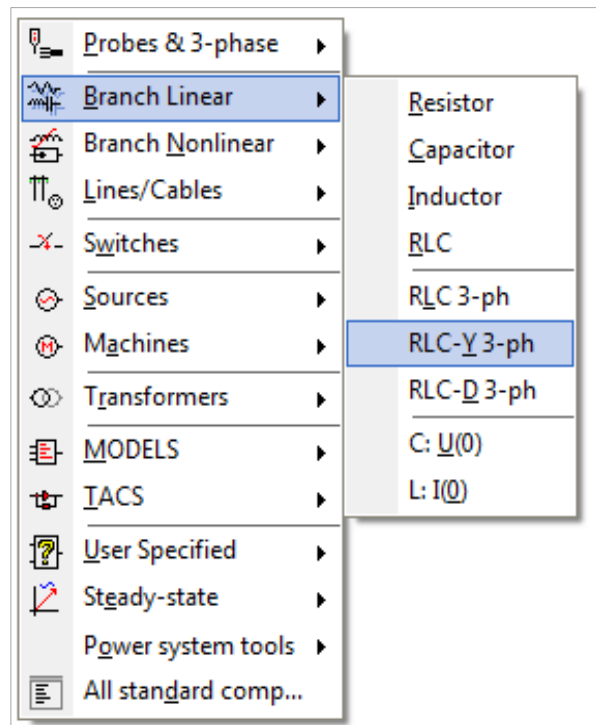 Probes & 3-phase
Branch Linear
Branch Nonlinear
Lines/Cables
Switches
Sources
Machines
Transformers
MODELS
TACS
User Specified
Steady-state
Power system tools
All standard comp...
Resistor
Capacitor
Inductor
RLC
RLC 3-ph
RLC-Y 3-ph
RLC-D 3-ph
C: U(0)
L: I(0)